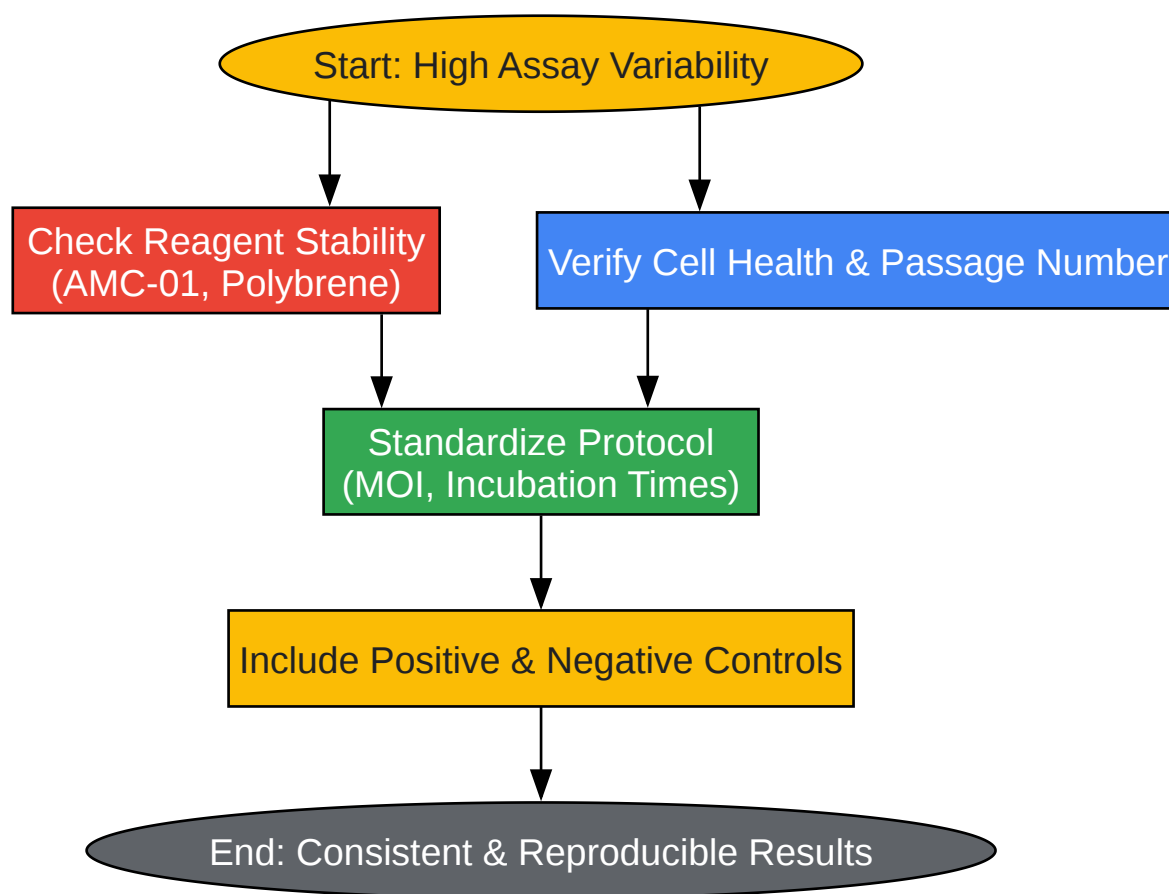 Start: High Assay Variability
Check Reagent Stability
(AMC-01, Polybrene)
Verify Cell Health & Passage Number
Standardize Protocol
(MOI, Incubation Times)
Include Positive & Negative Controls
End: Consistent & Reproducible Results